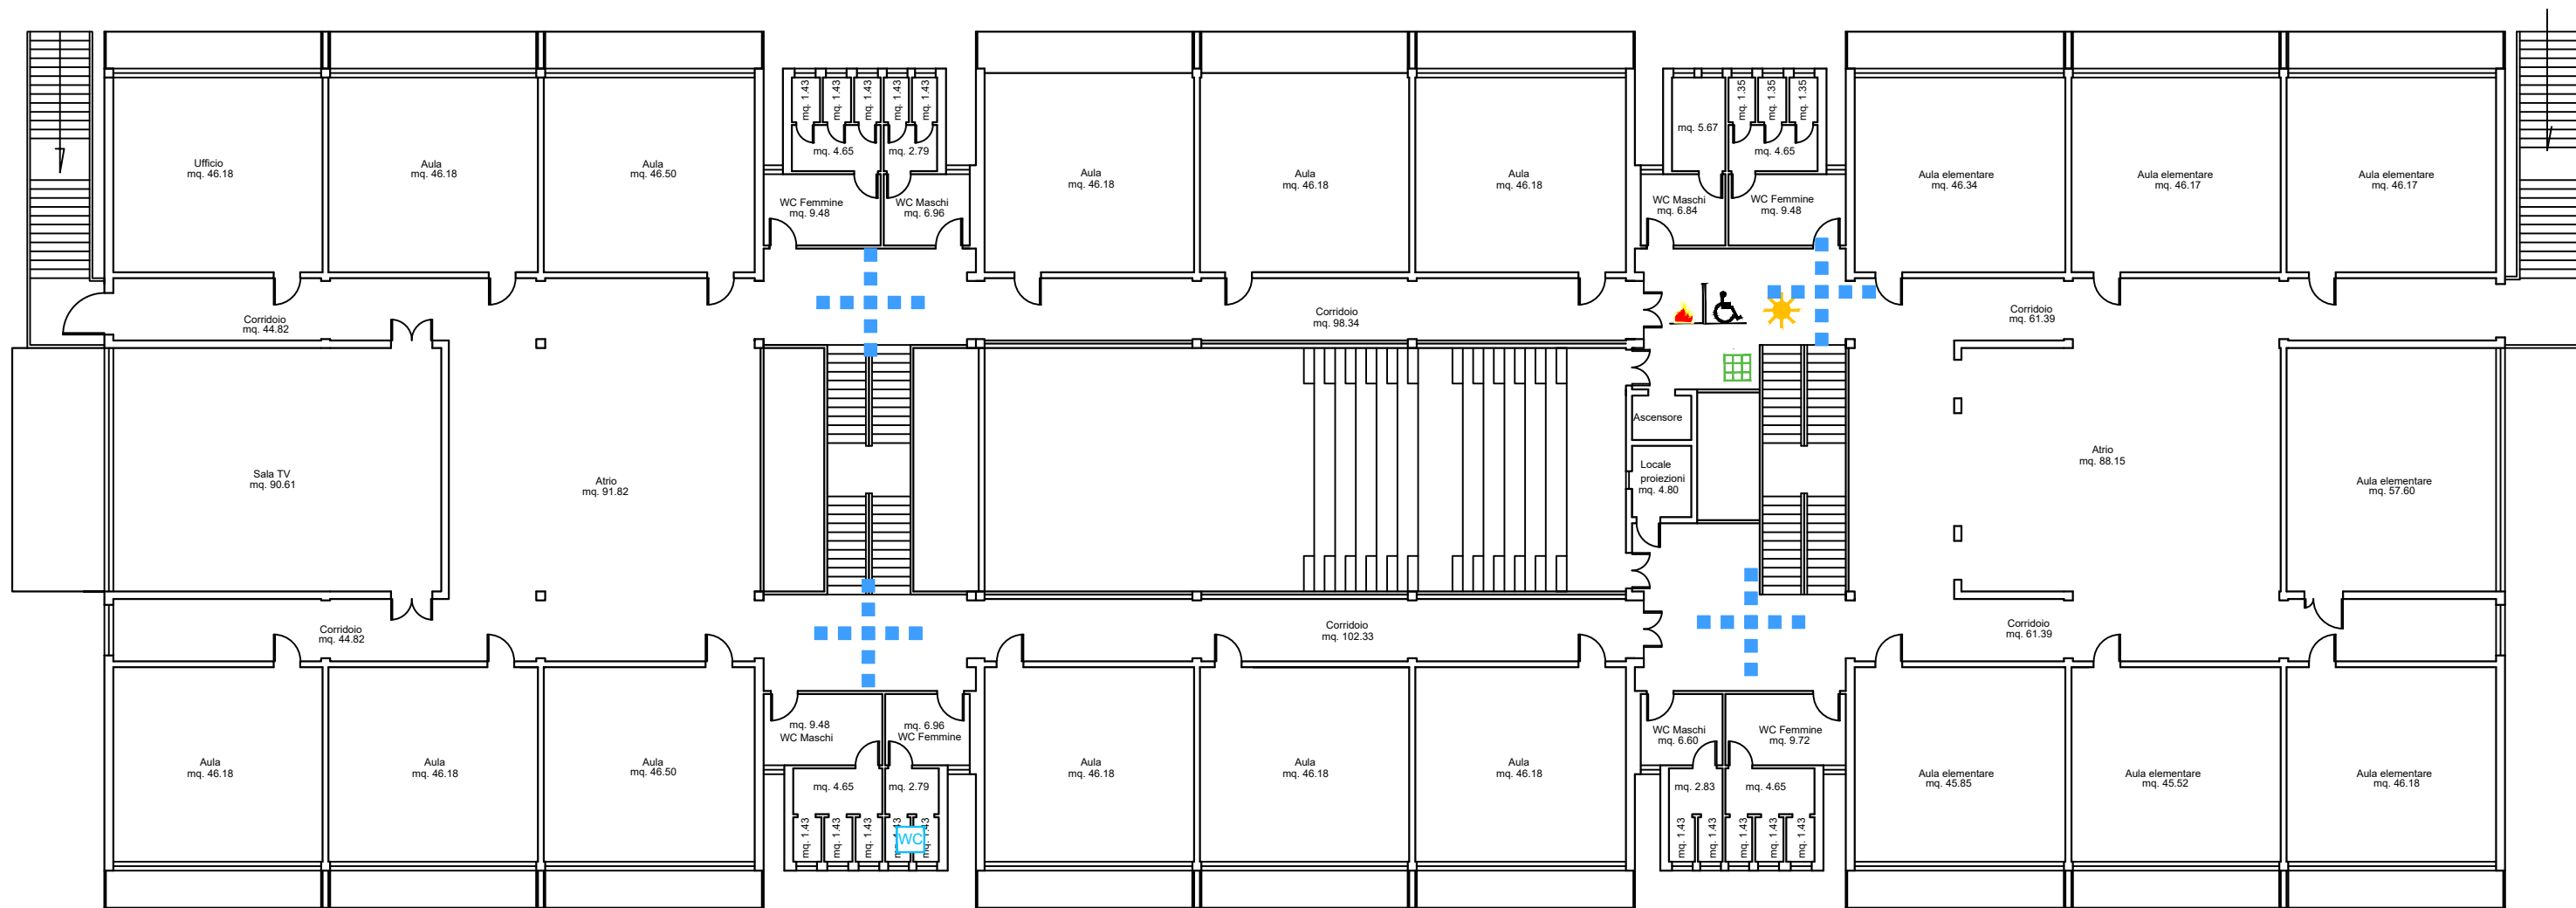 mq. 1.43
mq. 1.43
mq. 1.43
mq. 1.43
mq. 1.43
mq. 4.65
mq. 2.79
mq. 1.35
mq. 1.35
mq. 1.35
mq. 5.67
mq. 4.65
Ufficio
mq. 46.18
Aula
mq. 46.18
Aula
mq. 46.50
WC Femmine
mq. 9.48
WC Maschi
mq. 6.96
Aula
mq. 46.18
Aula
mq. 46.18
Aula
mq. 46.18
WC Maschi
mq. 6.84
WC Femmine
mq. 9.48
Aula elementare
mq. 46.34
Aula elementare
mq. 46.17
Aula elementare
mq. 46.17
Corridoio
mq. 44.82
Corridoio
mq. 98.34
Corridoio
mq. 61.39
Ascensore
Sala TV
mq. 90.61
Atrio
mq. 91.82
Locale
proiezioni
mq. 4.80
Atrio
mq. 88.15
Aula elementare
mq. 57.60
Corridoio
mq. 44.82
Corridoio
mq. 102.33
Corridoio
mq. 61.39
mq. 9.48
WC Maschi
mq. 6.96
WC Femmine
WC Maschi
mq. 6.60
WC Femmine
mq. 9.72
Aula
mq. 46.18
Aula
mq. 46.18
Aula
mq. 46.50
Aula
mq. 46.18
Aula
mq. 46.18
Aula
mq. 46.18
Aula elementare
mq. 45.85
Aula elementare
mq. 45.52
Aula elementare
mq. 46.18
mq. 4.65
mq. 2.79
mq. 2.83
mq. 4.65
mq. 1.43
mq. 1.43
mq. 1.43
WC
mq. 1.43
mq. 1.43
mq. 1.43
mq. 1.43
mq. 1.43